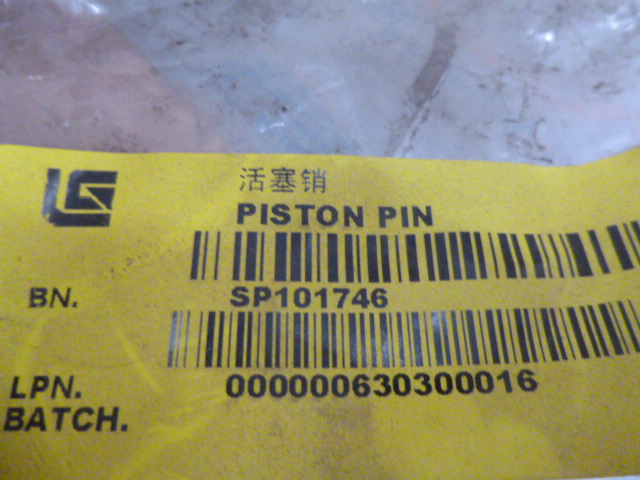 活塞销
PISTON PIN
BN. SP101746
LPN. 000000630300016
BATCH.